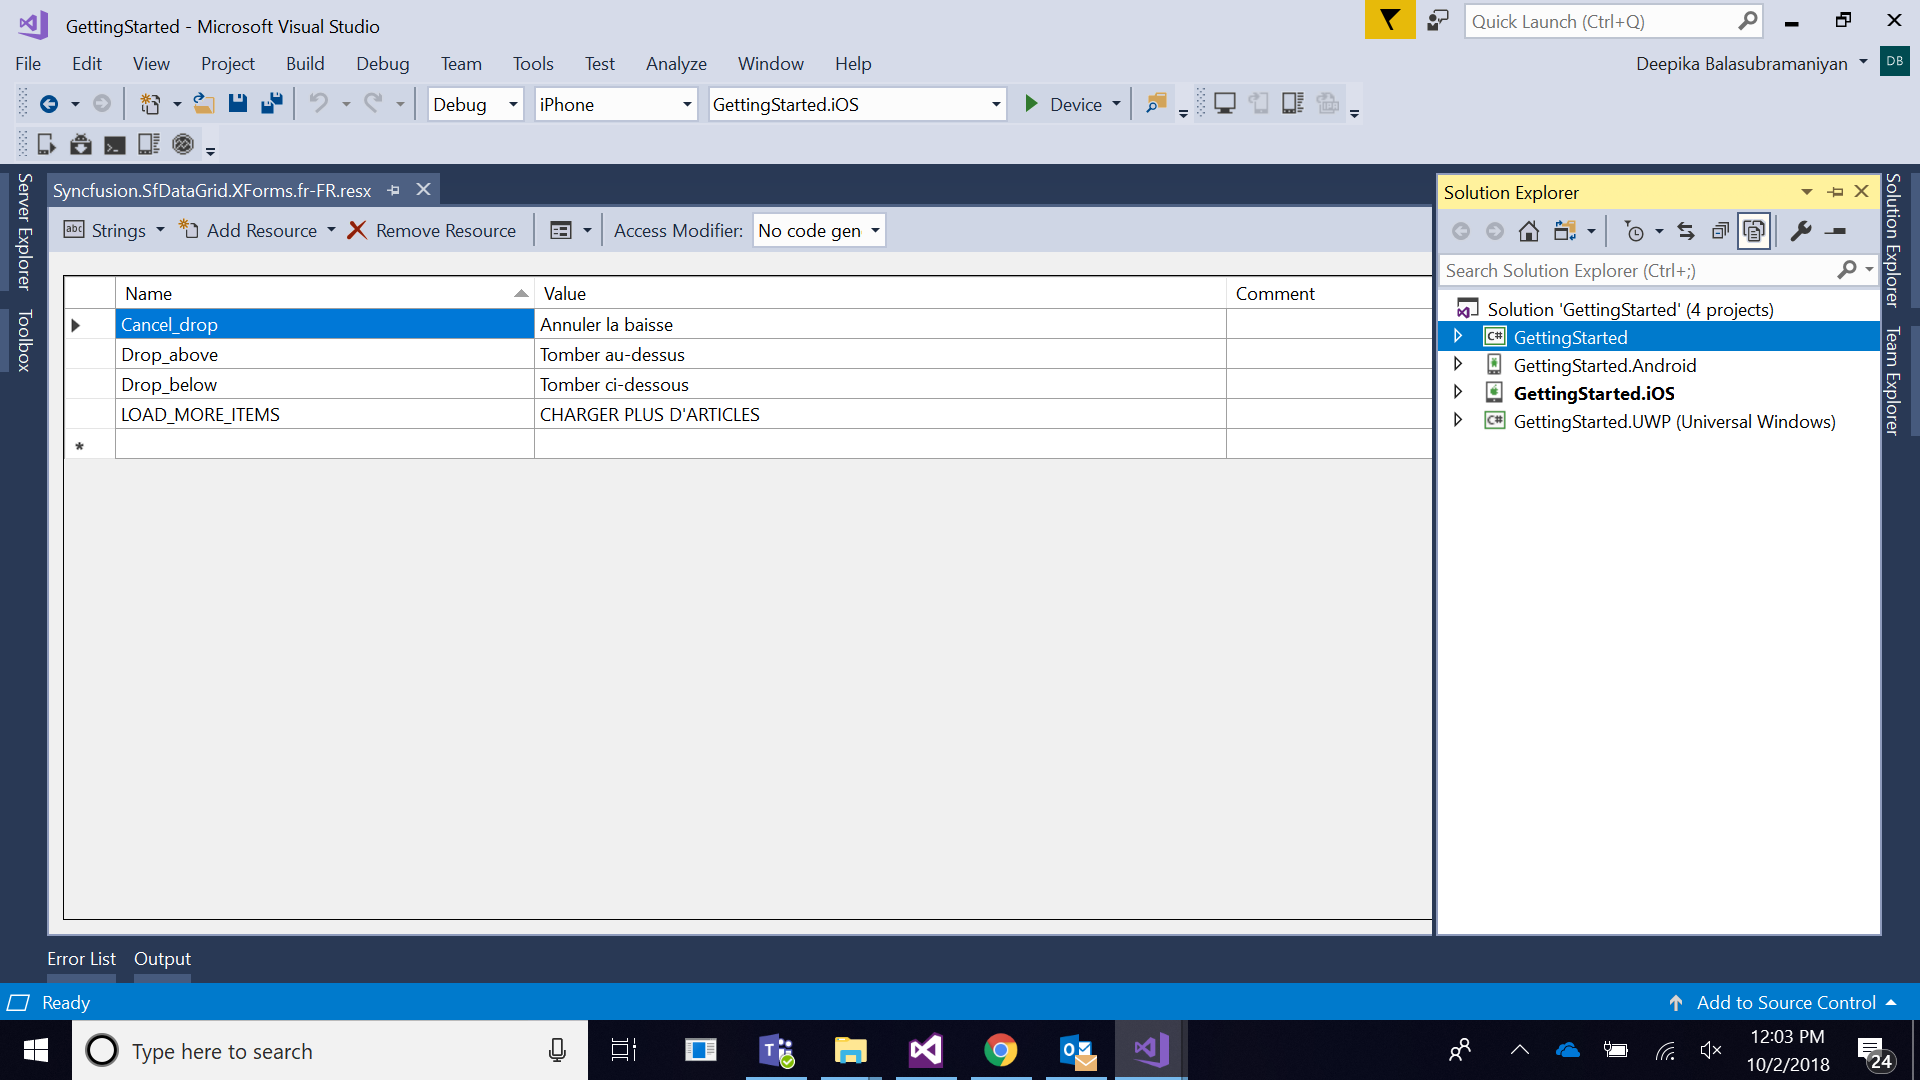 GettingStarted - Microsoft Visual Studio
Quick Launch (Ctrl+Q)
File Edit View Project Build Debug Team Tools Test Analyze Window Help
Deepika Balasubramaniyan DB
Debug iPhone GettingStarted.iOS Device
Server Explorer
Toolbox
Syncfusion.SfDataGrid.XForms.fr-FR.resx
abc Strings Add Resource Remove Resource Access Modifier: No code gen
Name Value Comment
Cancel_drop Annuler la baisse
Drop_above Tomber au-dessus
Drop_below Tomber ci-dessous
LOAD_MORE_ITEMS CHARGER PLUS D'ARTICLES
*
Solution Explorer
Search Solution Explorer (Ctrl+;)
Solution 'GettingStarted' (4 projects)
C# GettingStarted
GettingStarted.Android
GettingStarted.iOS
C# GettingStarted.UWP (Universal Windows)
Solution Explorer
Team Explorer
Error List Output
Ready
Add to Source Control
Type here to search
12:03 PM
10/2/2018
24